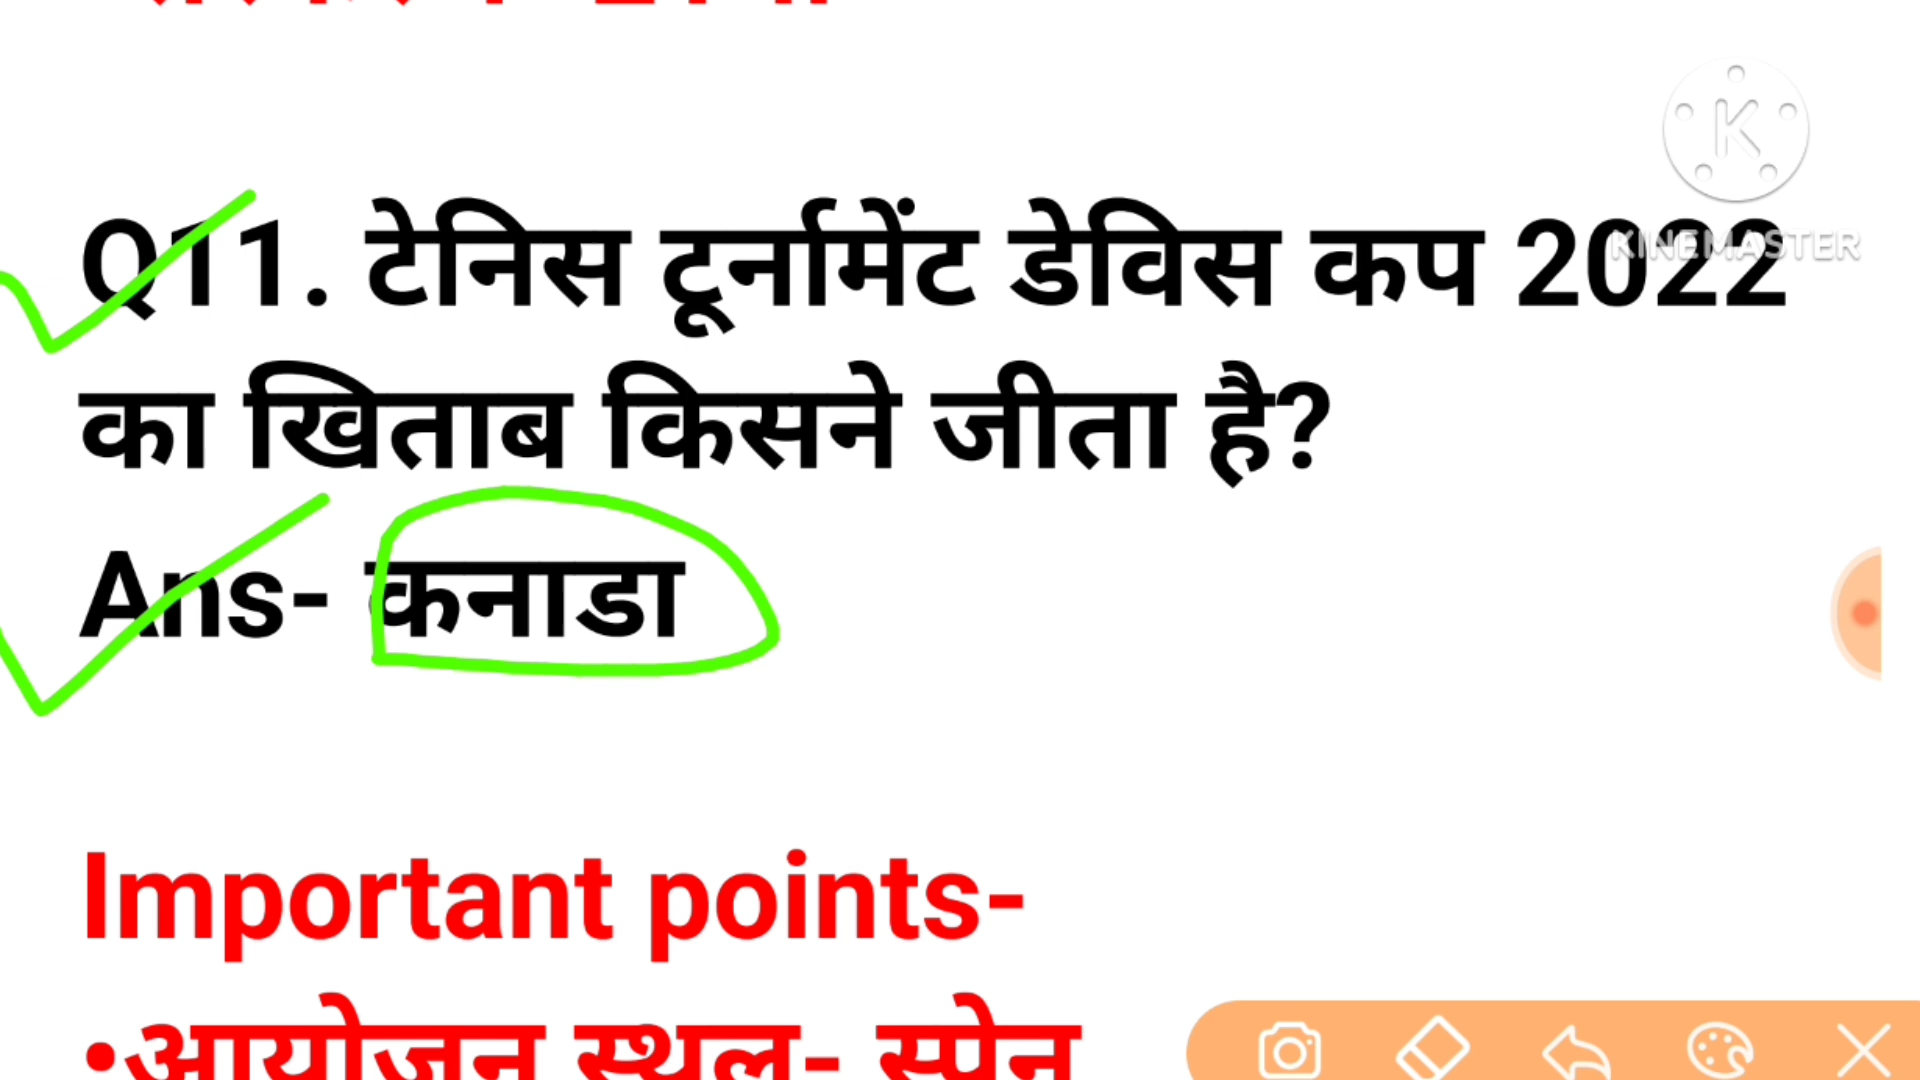 K
KINEMASTER
Q11. टेनिस टूर्नामेंट डेविस कप 2022
का खिताब किसने जीता है?
Ans- कनाडा
Important points-
•आयोजन स्थल- स्पेन